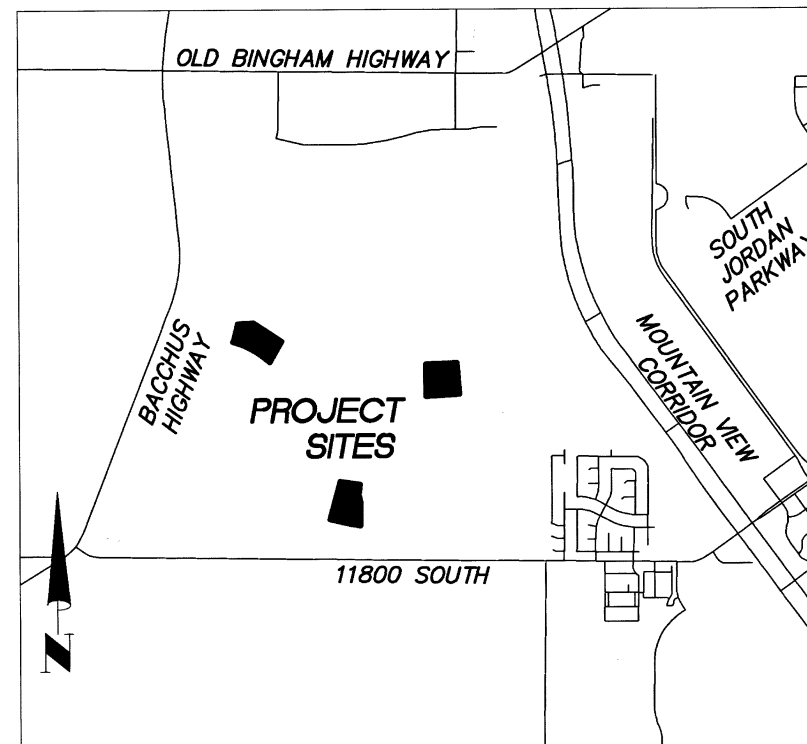 OLD BINGHAM HIGHWAY
SOUTH
JORDAN
PARKWAY
BACCHUS
HIGHWAY
MOUNTAIN VIEW
CORRIDOR
PROJECT
SITES
11800 SOUTH
N